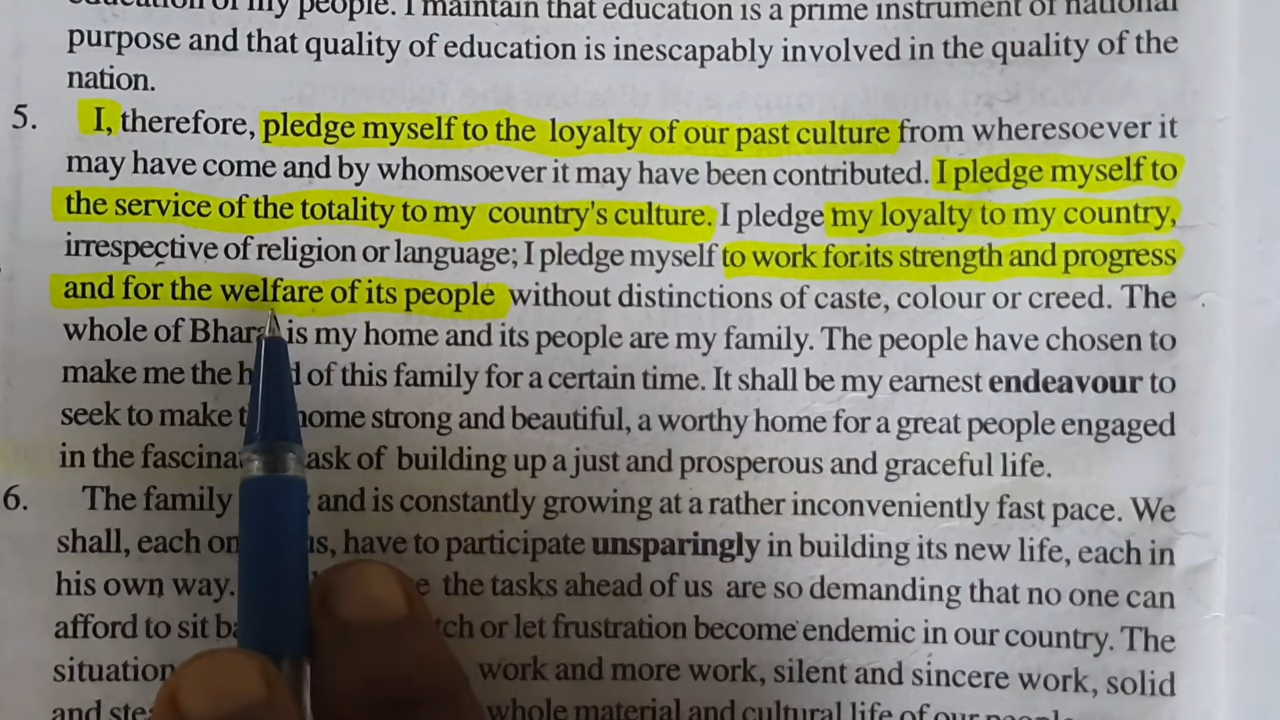 education of my people. I maintain that education is a prime instrument of national
purpose and that quality of education is inescapably involved in the quality of the
nation.
5. I, therefore, pledge myself to the loyalty of our past culture from wheresoever it
may have come and by whomsoever it may have been contributed. I pledge myself to
the service of the totality to my country's culture. I pledge my loyalty to my country,
irrespective of religion or language; I pledge myself to work for its strength and progress
and for the welfare of its people without distinctions of caste, colour or creed. The
whole of Bharat is my home and its people are my family. The people have chosen to
make me the of this family for a certain time. It shall be my earnest endeavour to
seek to make home strong and beautiful, a worthy home for a great people engaged
in the of building up a just and prosperous and graceful life.
6. The family and is constantly growing at a rather inconveniently fast pace. We
shall, each have to participate unsparingly in building its new life, each in
his own way. the tasks ahead of us are so demanding that no one can
afford to sit or let frustration become endemic in our country. The
situation work and more work, silent and sincere work, solid
and whole material and cultural life of our people